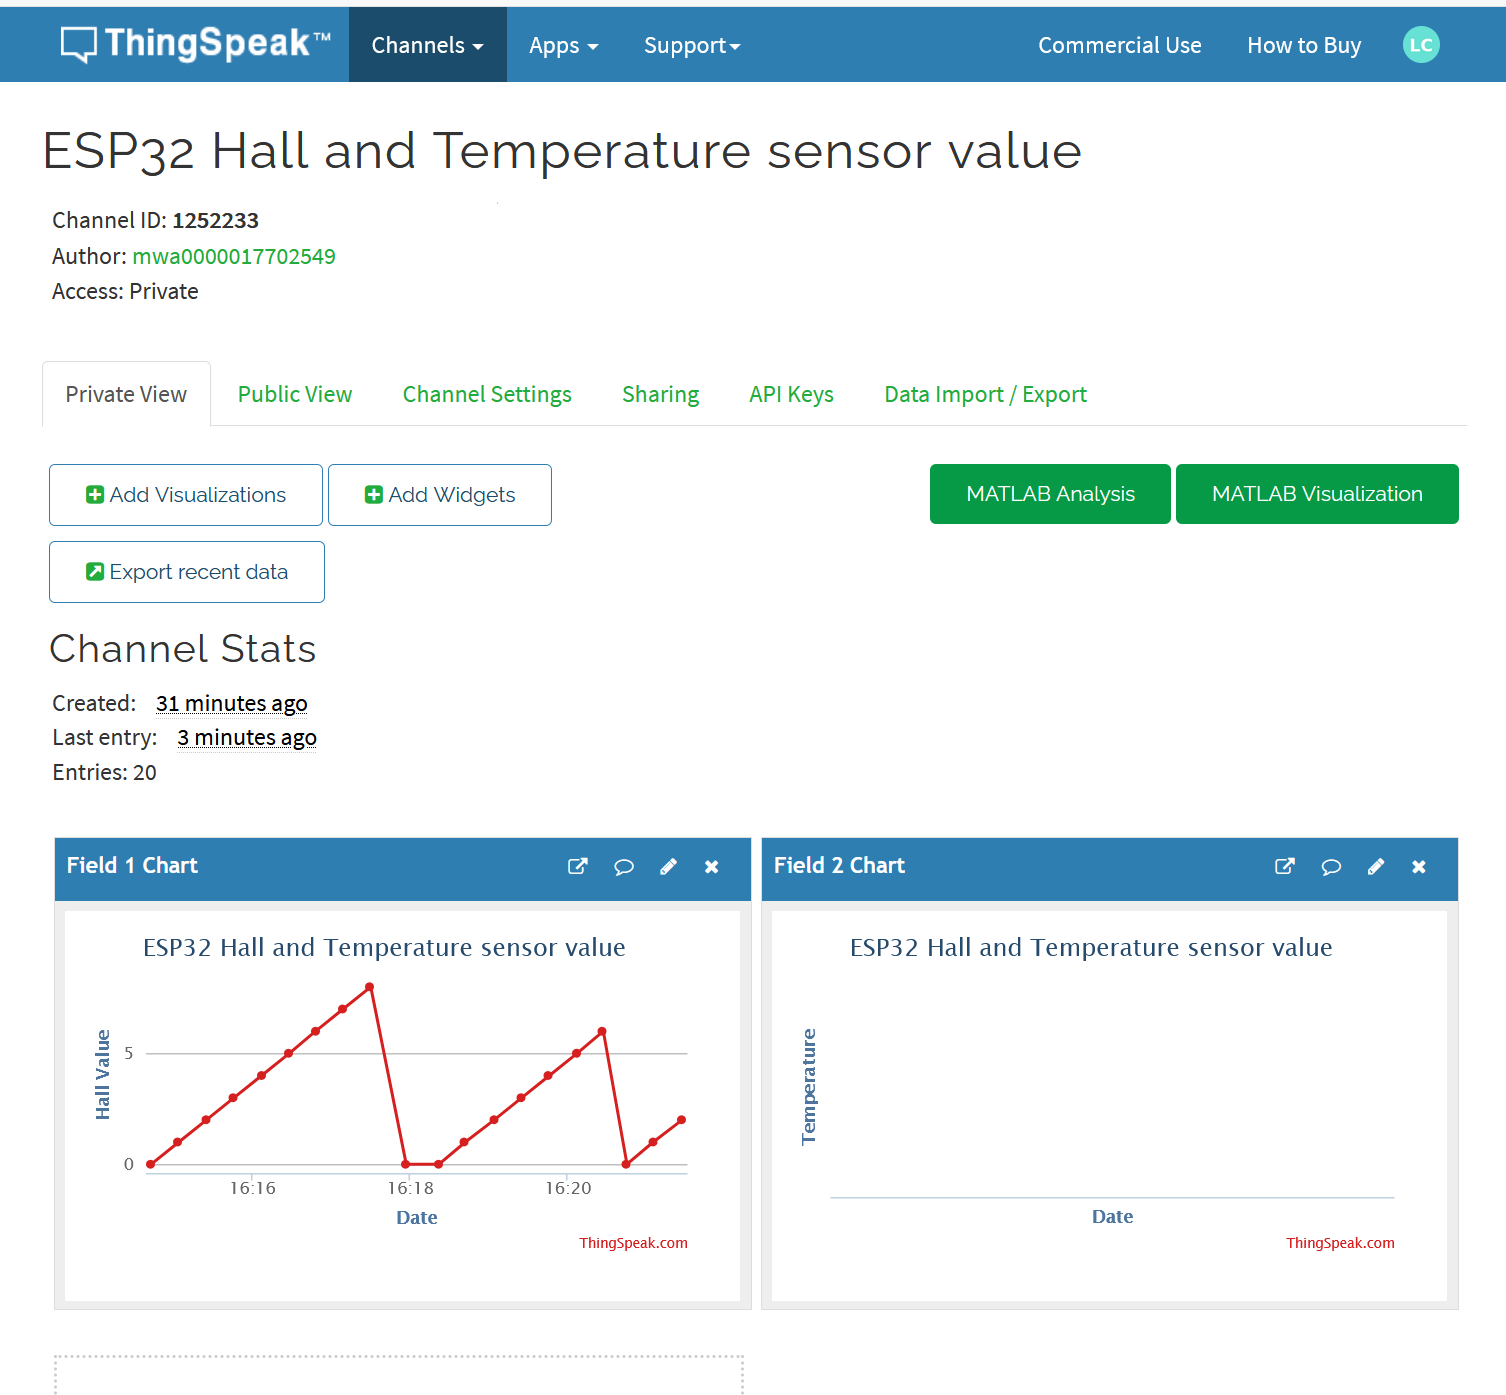 ThingSpeak™ Channels Apps Support Commercial Use How to Buy LC
ESP32 Hall and Temperature sensor value
Channel ID: 1252233
Author: mwa0000017702549
Access: Private
Private View Public View Channel Settings Sharing API Keys Data Import / Export
Add Visualizations Add Widgets MATLAB Analysis MATLAB Visualization
Export recent data
Channel Stats
Created: 31 minutes ago
Last entry: 3 minutes ago
Entries: 20
Field 1 Chart
ESP32 Hall and Temperature sensor value
Hall Value
5
0
16:16 16:18 16:20
Date
ThingSpeak.com
Field 2 Chart
ESP32 Hall and Temperature sensor value
Temperature
Date
ThingSpeak.com